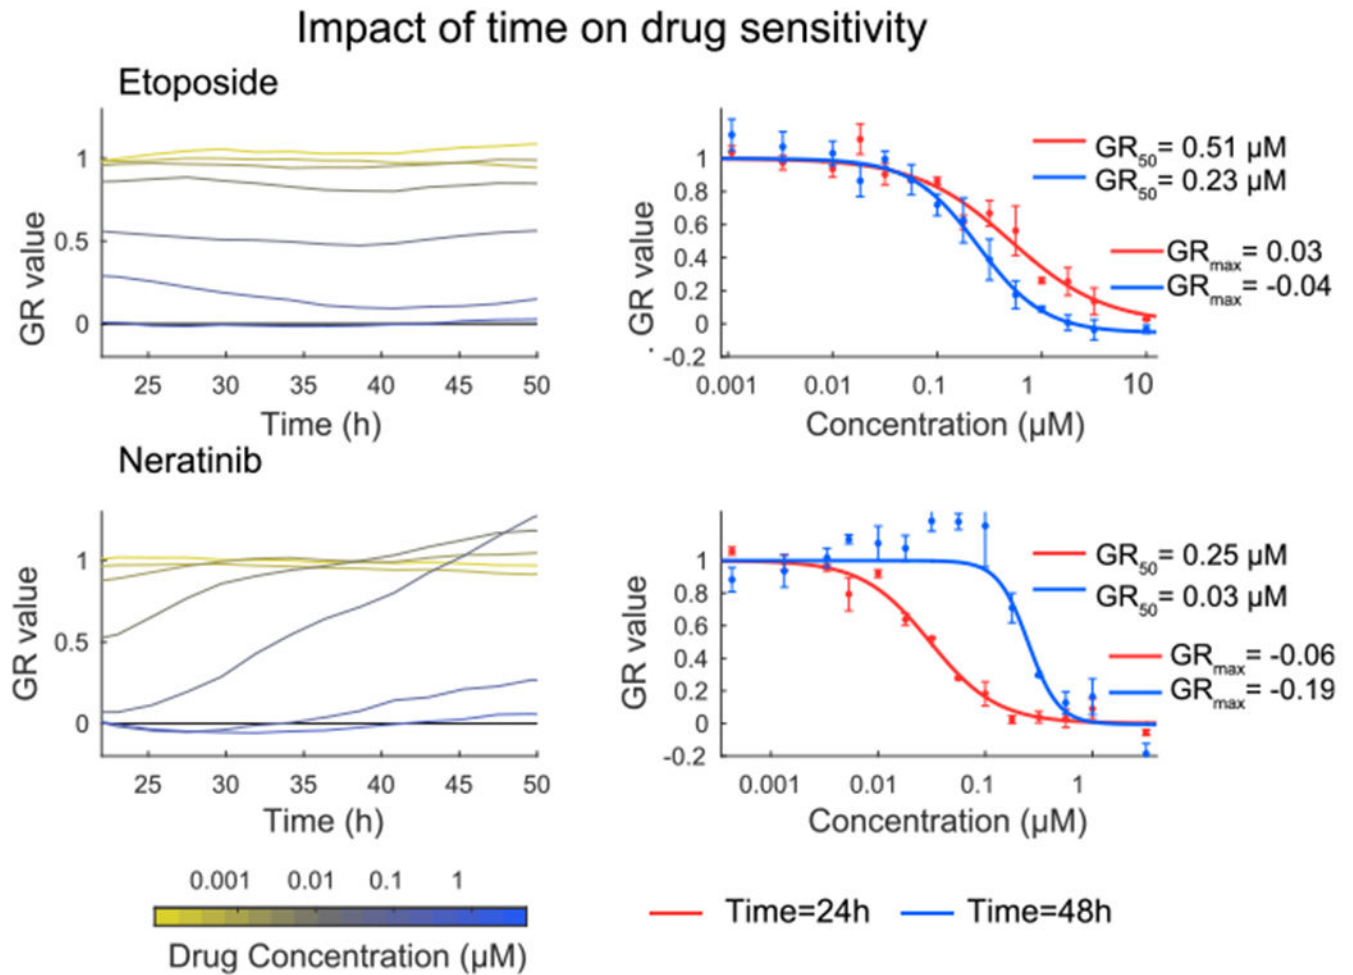 Impact of time on drug sensitivity
Etoposide
GR value
1
0.5
0
25 30 35 40 45 50
Time (h)
. GR value
1
0.8
0.6
0.4
0.2
0
-0.2
0.001 0.01 0.1 1 10
Concentration (µM)
GR50= 0.51 µM
GR50= 0.23 µM
GRmax= 0.03
GRmax= -0.04
Neratinib
GR value
1
0.5
0
25 30 35 40 45 50
Time (h)
GR value
1
0.8
0.6
0.4
0.2
0
-0.2
0.001 0.01 0.1 1
Concentration (µM)
GR50= 0.25 µM
GR50= 0.03 µM
GRmax= -0.06
GRmax= -0.19
0.001 0.01 0.1 1
Drug Concentration (µM)
Time=24h Time=48h